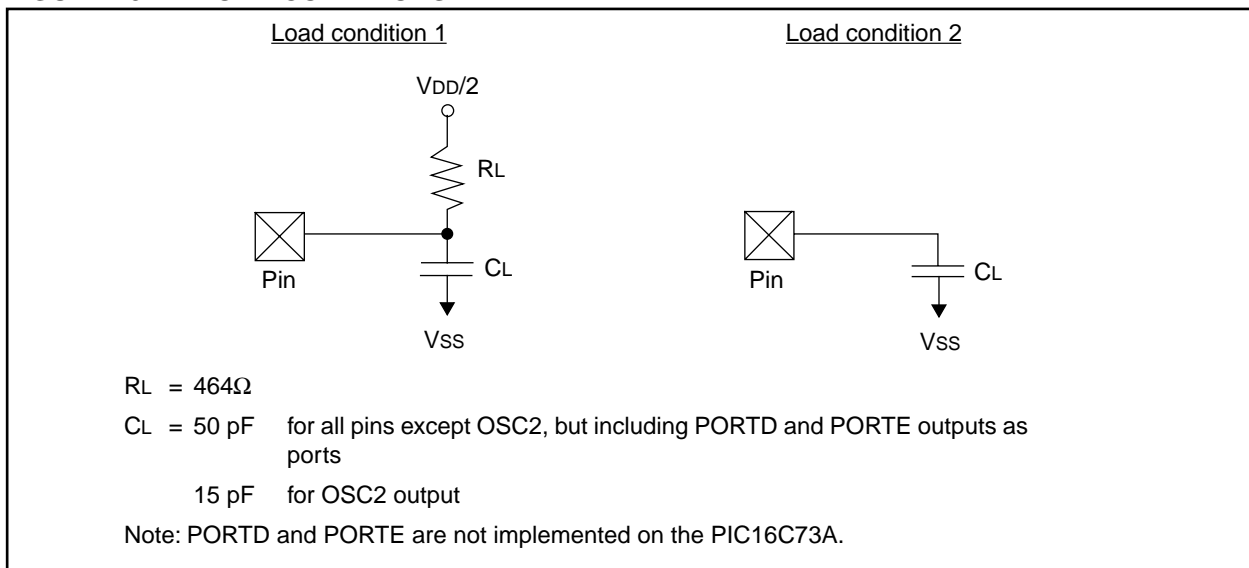 Load condition 1
Load condition 2
VDD/2
RL
Pin
CL
VSS
Pin
CL
VSS
RL = 464Ω
CL = 50 pF for all pins except OSC2, but including PORTD and PORTE outputs as
ports
15 pF for OSC2 output
Note: PORTD and PORTE are not implemented on the PIC16C73A.